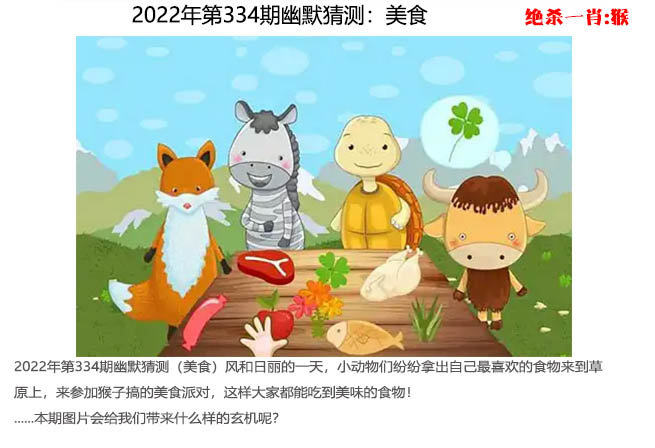 2022年第334期幽默猜测：美食
绝杀一肖:猴
2022年第334期幽默猜测（美食）风和日丽的一天，小动物们纷纷拿出自己最喜欢的食物来到草
原上，来参加猴子搞的美食派对，这样大家都能吃到美味的食物！
......本期图片会给我们带来什么样的玄机呢？